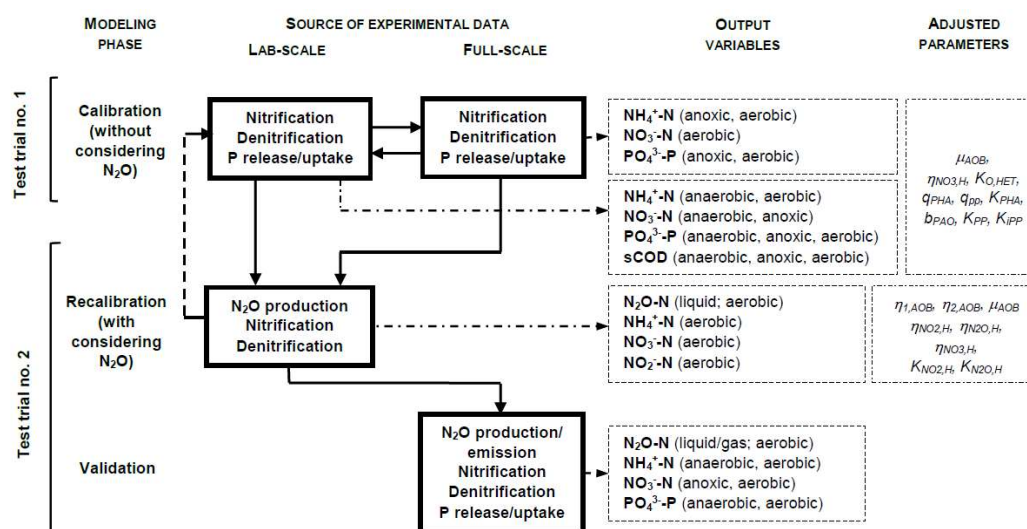 MODELING
PHASE
SOURCE OF EXPERIMENTAL DATA
LAB-SCALE
FULL-SCALE
OUTPUT
VARIABLES
ADJUSTED
PARAMETERS
Test trial no. 1
Calibration
(without
considering
N₂O)
Nitrification
Denitrification
P release/uptake
Nitrification
Denitrification
P release/uptake
NH₄⁺-N (anoxic, aerobic)
NO₃⁻-N (aerobic)
PO₄³⁻-P (anoxic, aerobic)
NH₄⁺-N (anaerobic, aerobic)
NO₃⁻-N (anaerobic, anoxic)
PO₄³⁻-P (anaerobic, anoxic, aerobic)
sCOD (anaerobic, anoxic, aerobic)
μAOB,
ηNO3,H, KO,HET,
qPHA, qpp, KPHA,
bPAO, KPP, KiPP
Test trial no. 2
Recalibration
(with
considering
N₂O)
N₂O production
Nitrification
Denitrification
N₂O-N (liquid; aerobic)
NH₄⁺-N (aerobic)
NO₃⁻-N (aerobic)
NO₂⁻-N (aerobic)
η1,AOB, η2,AOB, μAOB
ηNO2,H, ηN2O,H,
ηNO3,H
KNO2,H, KN2O,H
Validation
N₂O production/
emission
Nitrification
Denitrification
P release/uptake
N₂O-N (liquid/gas; aerobic)
NH₄⁺-N (anaerobic, aerobic)
NO₃⁻-N (anoxic, aerobic)
PO₄³⁻-P (anaerobic, aerobic)